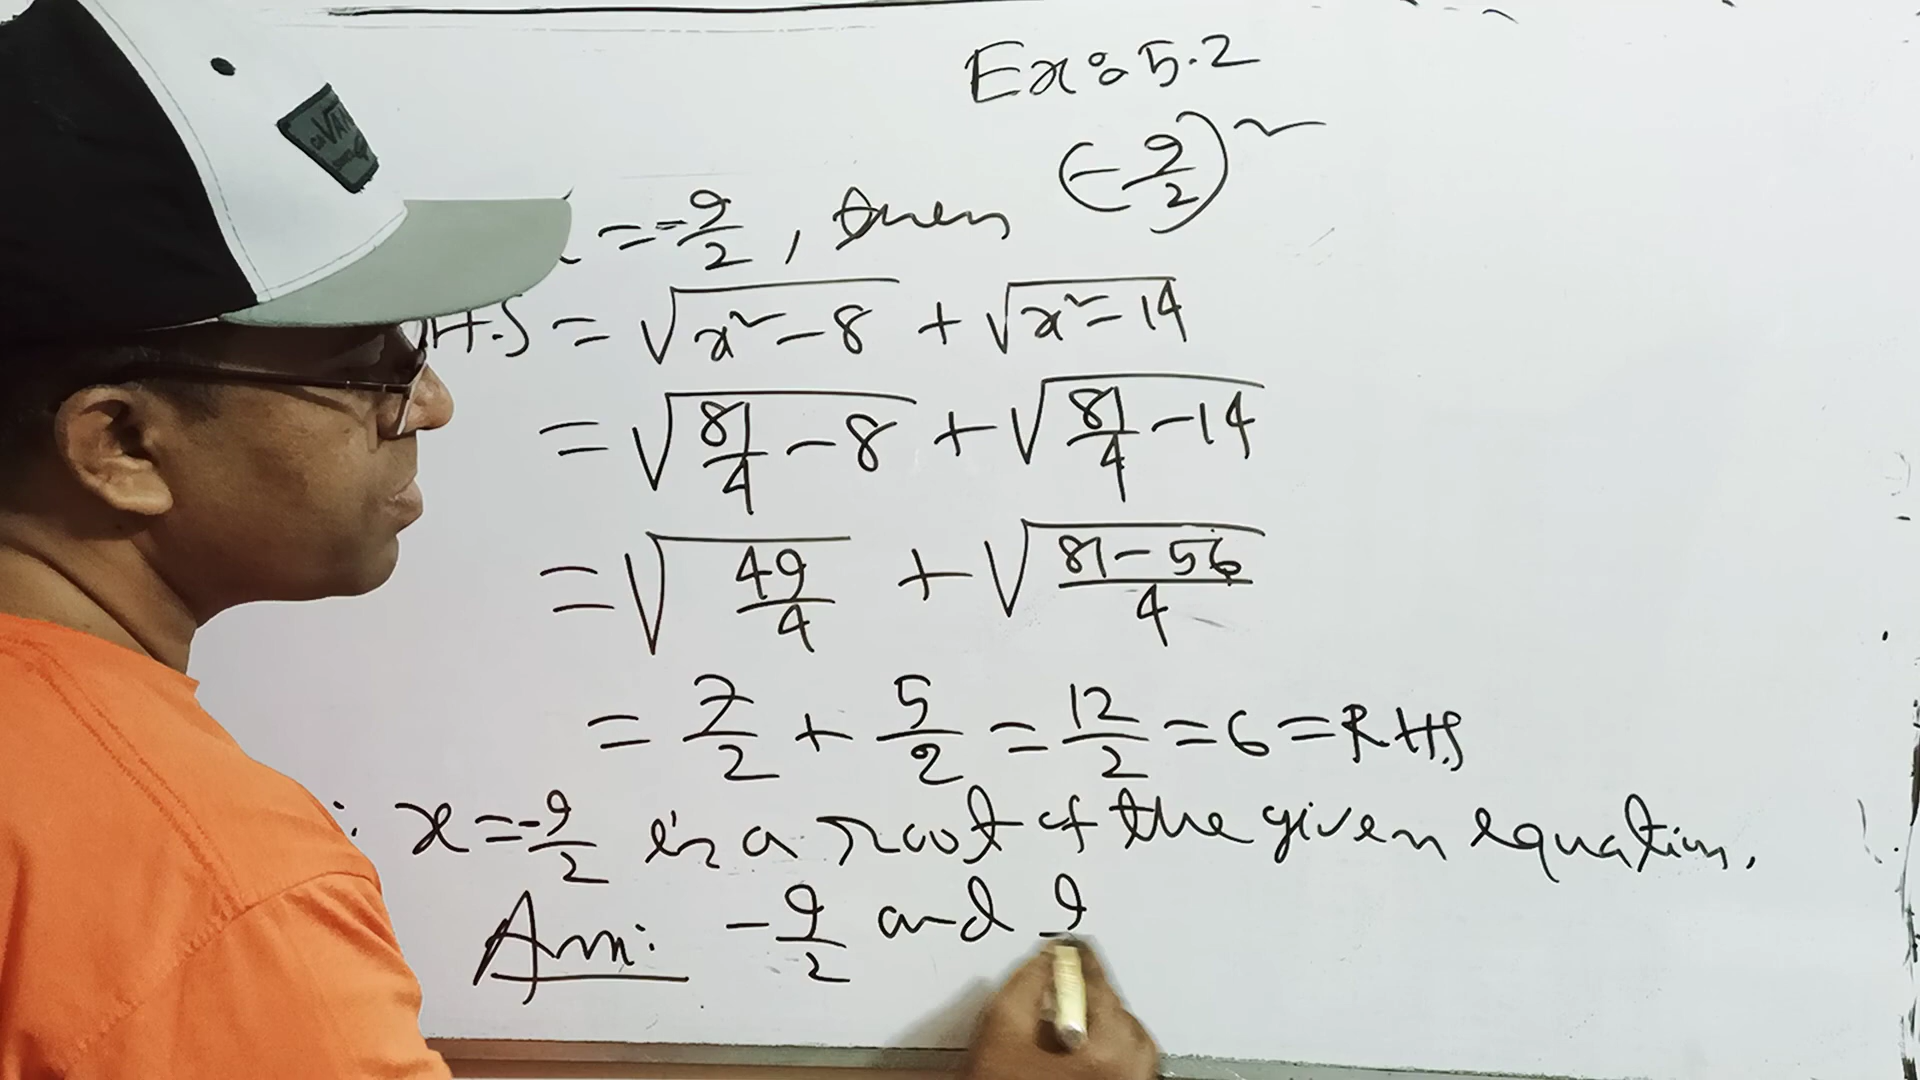 Ex: 5.2
(-9/2)²
= -9/2, then
H.S = √(x² - 8) + √(x² - 14)
= √(81/4 - 8) + √(81/4 - 14)
= √(49/4) + √((81 - 56)/4)
= 7/2 + 5/2 = 12/2 = 6 = RHS
x = -9/2 is a root of the given equation.
Ans: -9/2 and 9